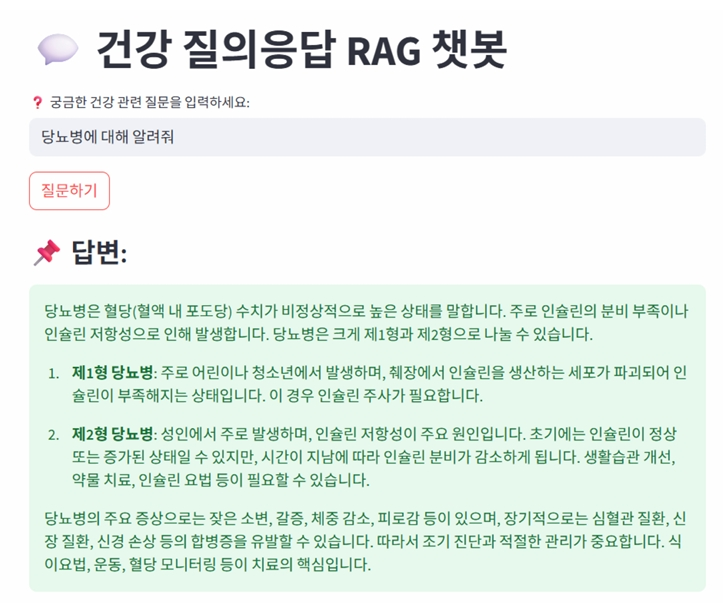 건강 질의응답 RAG 챗봇
❓ 궁금한 건강 관련 질문을 입력하세요:
당뇨병에 대해 알려줘
질문하기
📌 답변:
당뇨병은 혈당(혈액 내 포도당) 수치가 비정상적으로 높은 상태를 말합니다. 주로 인슐린의 분비 부족이나
인슐린 저항성으로 인해 발생합니다. 당뇨병은 크게 제1형과 제2형으로 나눌 수 있습니다.
1. 제1형 당뇨병: 주로 어린이나 청소년에서 발생하며, 췌장에서 인슐린을 생산하는 세포가 파괴되어 인
슐린이 부족해지는 상태입니다. 이 경우 인슐린 주사가 필요합니다.
2. 제2형 당뇨병: 성인에서 주로 발생하며, 인슐린 저항성이 주요 원인입니다. 초기에는 인슐린이 정상
또는 증가된 상태일 수 있지만, 시간이 지남에 따라 인슐린 분비가 감소하게 됩니다. 생활습관 개선,
약물 치료, 인슐린 요법 등이 필요할 수 있습니다.
당뇨병의 주요 증상으로는 잦은 소변, 갈증, 체중 감소, 피로감 등이 있으며, 장기적으로는 심혈관 질환, 신
장 질환, 신경 손상 등의 합병증을 유발할 수 있습니다. 따라서 조기 진단과 적절한 관리가 중요합니다. 식
이요법, 운동, 혈당 모니터링 등이 치료의 핵심입니다.